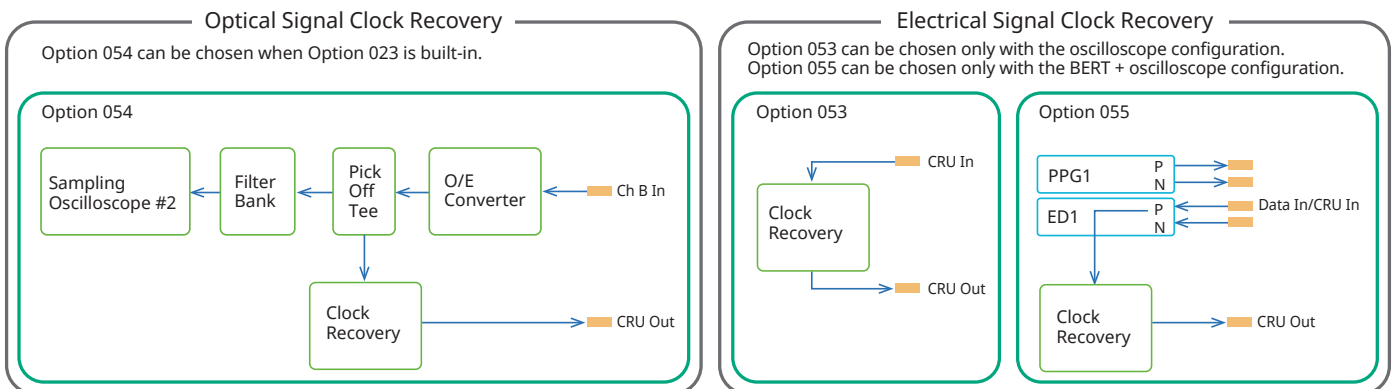 Optical Signal Clock Recovery
Option 054 can be chosen when Option 023 is built-in.
Option 054
Sampling
Oscilloscope #2
Filter
Bank
Pick
Off
Tee
O/E
Converter
Ch B In
Clock
Recovery
CRU Out
Electrical Signal Clock Recovery
Option 053 can be chosen only with the oscilloscope configuration.
Option 055 can be chosen only with the BERT + oscilloscope configuration.
Option 053
CRU In
Clock
Recovery
CRU Out
Option 055
PPG1
P
N
ED1
P
N
Data In/CRU In
Clock
Recovery
CRU Out